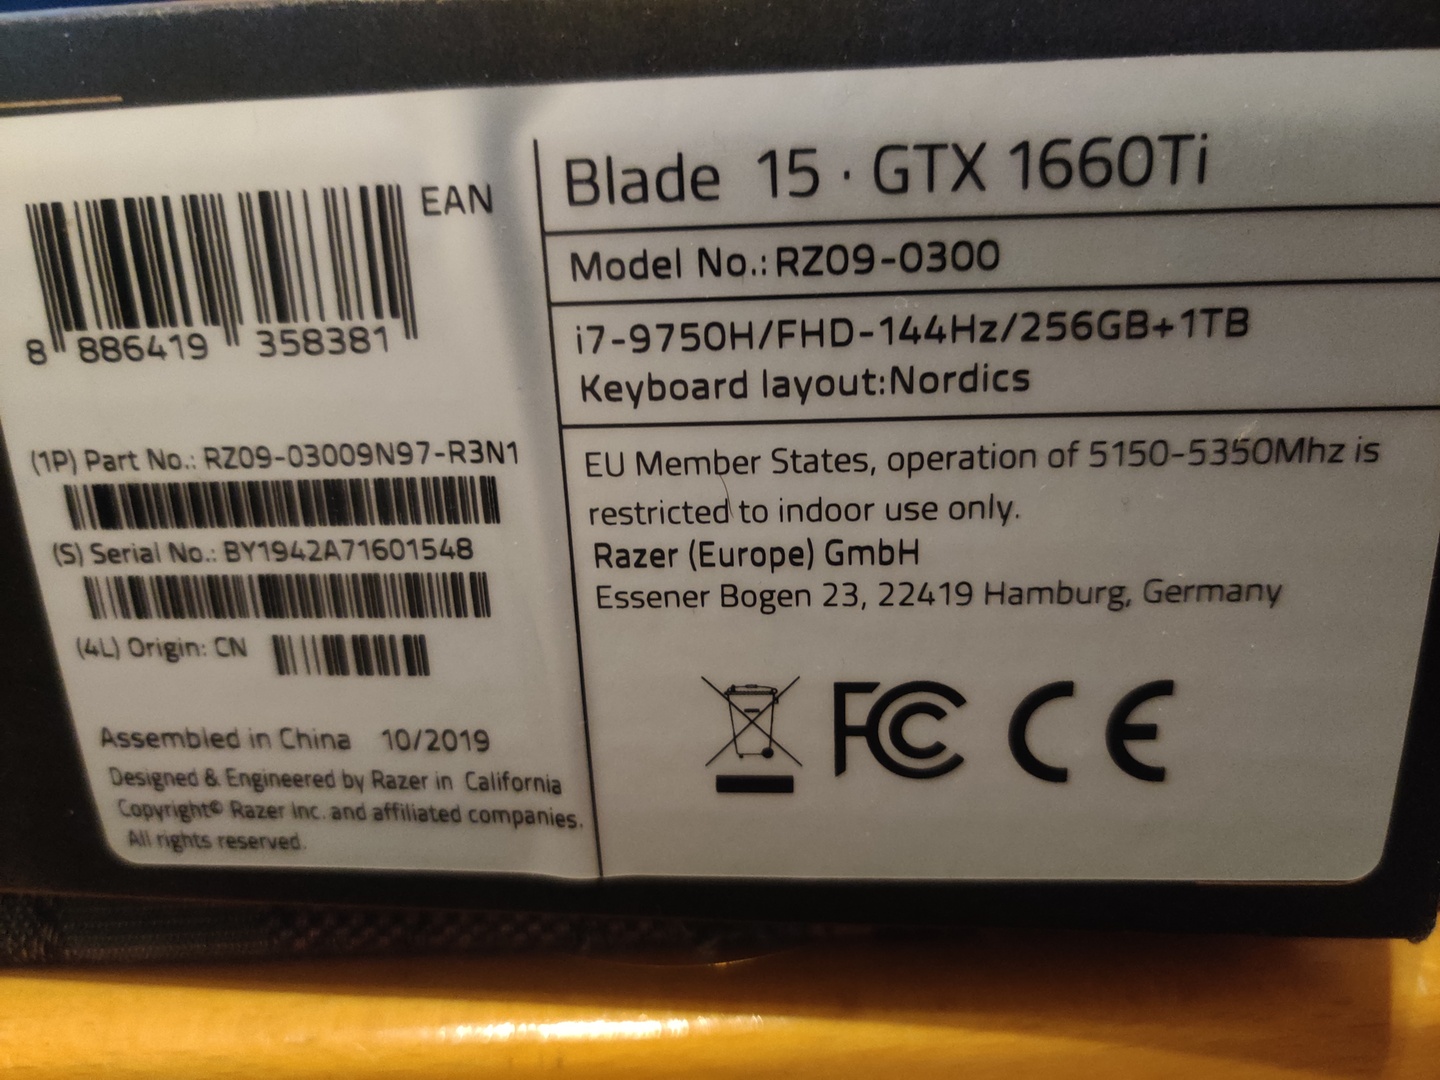 EAN
8 886419 358381
(1P) Part No.: RZ09-03009N97-R3N1
(S) Serial No.: BY1942A71601548
(4L) Origin: CN
Assembled in China 10/2019
Designed & Engineered by Razer in California
Copyright© Razer Inc. and affiliated companies.
All rights reserved.
Blade 15 · GTX 1660Ti
Model No.: RZ09-0300
i7-9750H/FHD-144Hz/256GB+1TB
Keyboard layout:Nordics
EU Member States, operation of 5150-5350Mhz is
restricted to indoor use only.
Razer (Europe) GmbH
Essener Bogen 23, 22419 Hamburg, Germany
FC CE